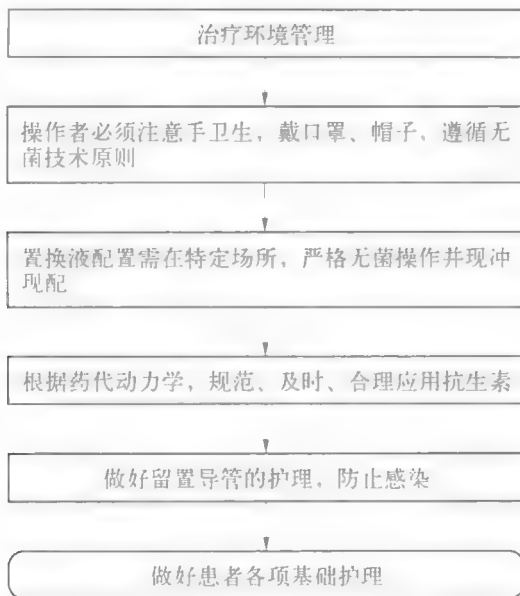 治疗环境管理
操作者必须注意手卫生，戴口罩、帽子，遵循无
菌技术原则
置换液配置需在特定场所，严格无菌操作并现冲
现配
根据药代动力学，规范、及时、合理应用抗生素
做好留置导管的护理，防止感染
做好患者各项基础护理